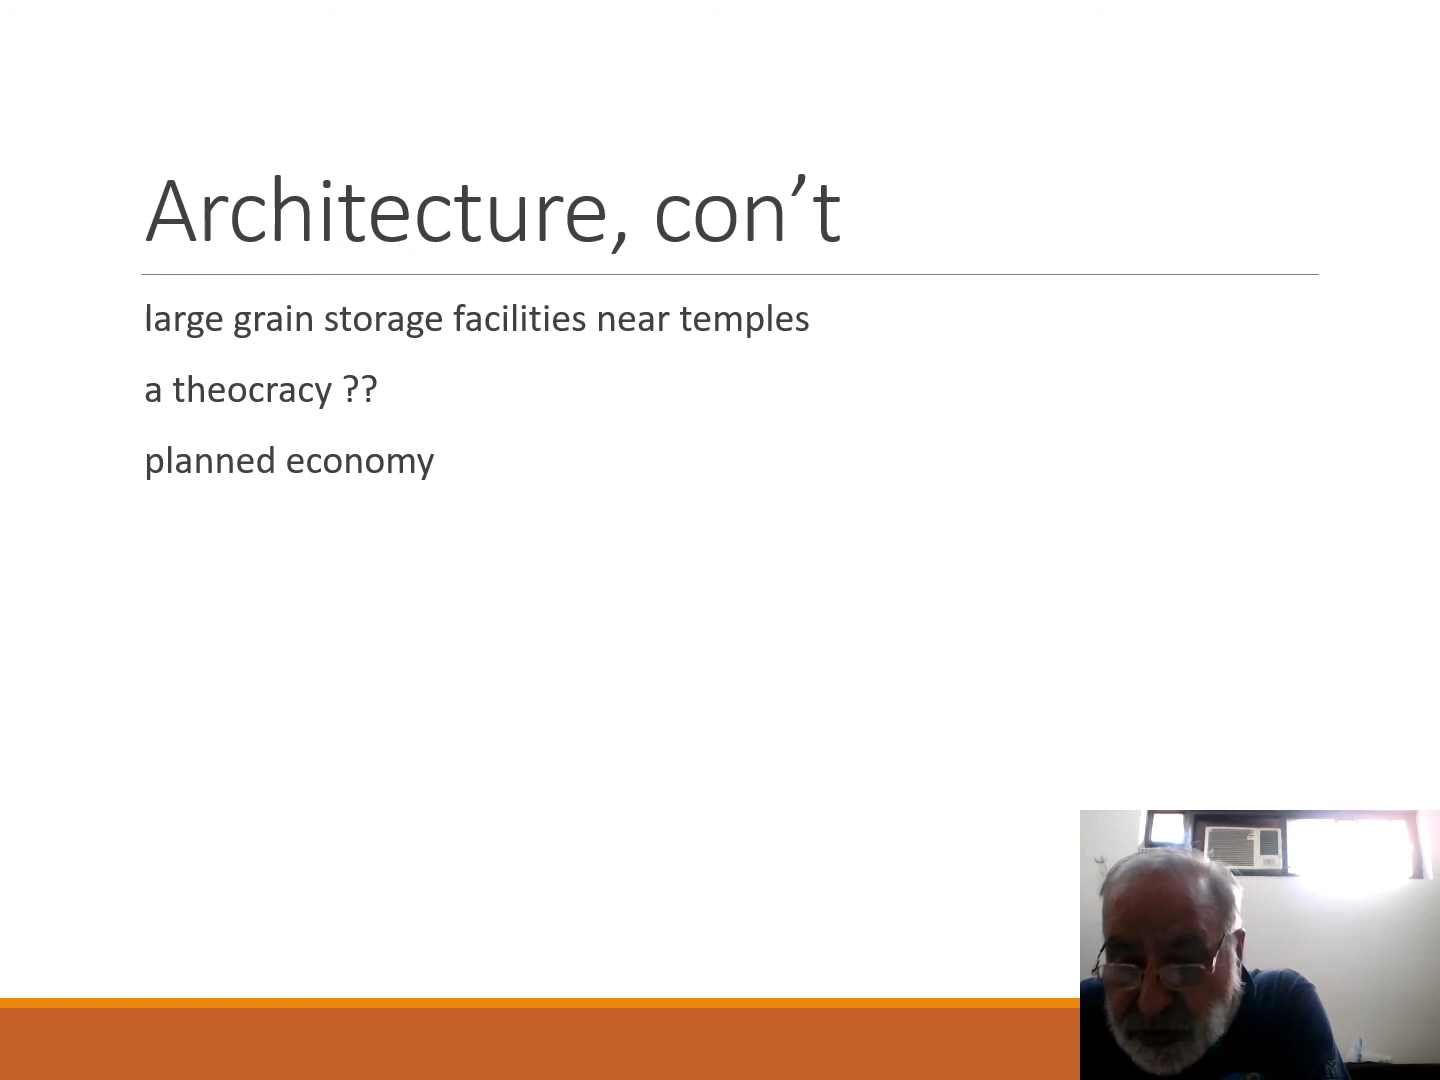 Architecture, con’t
large grain storage facilities near temples
a theocracy ??
planned economy